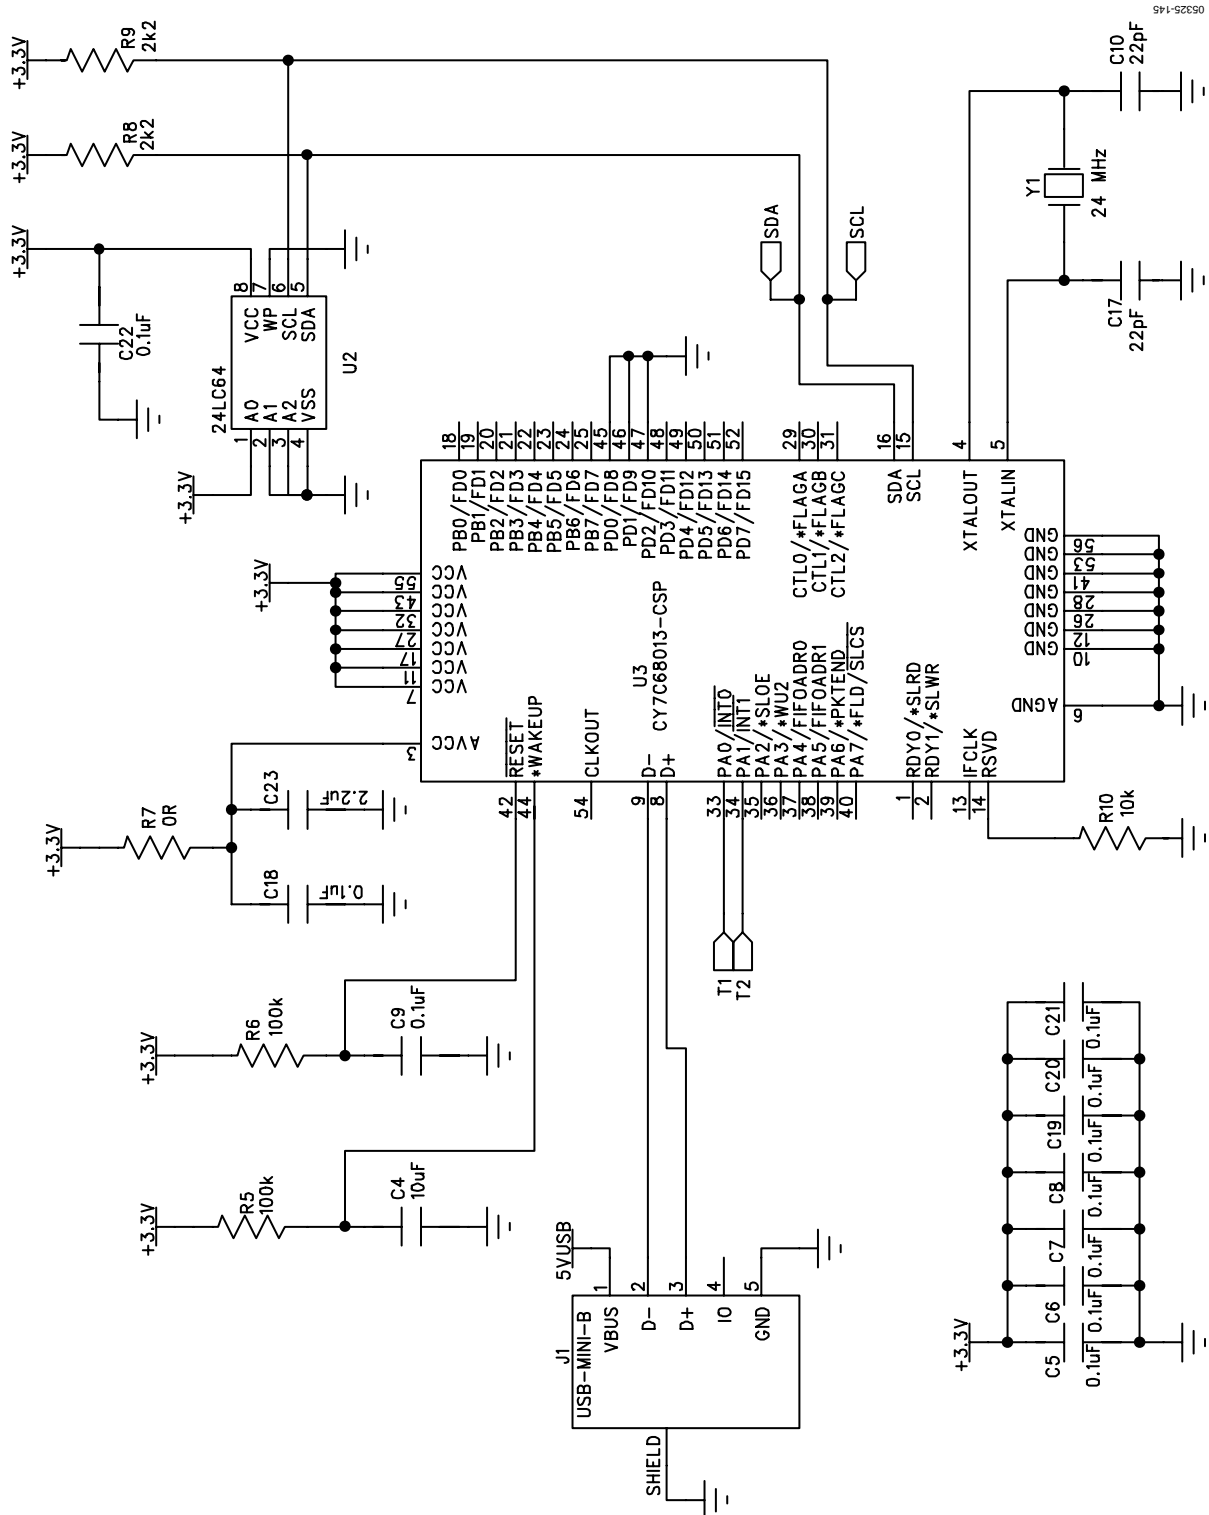 05325-145
+3.3V
R9
2k2
+3.3V
R8
2k2
+3.3V
C22
0.1uF
24LC64
8 VCC
7 WP
6 SCL
5 SDA
1 A0
2 A1
3 A2
4 VSS
U2
+3.3V
SDA
SCL
C10
22pF
Y1
24 MHz
C17
22pF
+3.3V
55 VCC
43 VCC
32 VCC
27 VCC
17 VCC
11 VCC
7 VCC
3 AVCC
18 PB0/FD0
19 PB1/FD1
20 PB2/FD2
21 PB3/FD3
22 PB4/FD4
23 PB5/FD5
24 PB6/FD6
25 PB7/FD7
45 PD0/FD8
46 PD1/FD9
47 PD2/FD10
48 PD3/FD11
49 PD4/FD12
50 PD5/FD13
51 PD6/FD14
52 PD7/FD15
29 CTL0/*FLAGA
30 CTL1/*FLAGB
31 CTL2/*FLAGC
16 SDA
15 SCL
4 XTALOUT
5 XTALIN
56 GND
53 GND
41 GND
28 GND
26 GND
12 GND
10 GND
6 AGND
U3
CY7C68013-CSP
42 RESET
44 *WAKEUP
54 CLKOUT
9 D-
8 D+
33 PA0/INT0
34 PA1/INT1
35 PA2/*SLOE
36 PA3/*WU2
37 PA4/FIFOADR0
38 PA5/FIFOADR1
39 PA6/*PKTEND
40 PA7/*FLD/SLCS
1 RDY0/*SLRD
2 RDY1/*SLWR
13 IFCLK
14 RSVD
R10
10k
+3.3V
R7
0R
C23
2.2uF
C18
0.1uF
T1
T2
+3.3V
R6
100k
C9
0.1uF
+3.3V
R5
100k
C4
10uF
5VUSB
J1
USB-MINI-B
1 VBUS
2 D-
3 D+
4 IO
5 GND
SHIELD
+3.3V
C5
0.1uF
C6
0.1uF
C7
0.1uF
C8
0.1uF
C19
0.1uF
C20
0.1uF
C21
0.1uF